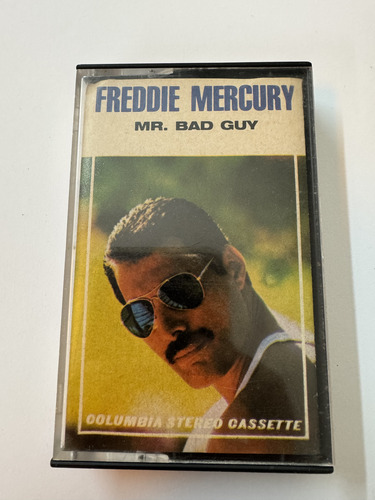 FREDDIE MERCURY
MR. BAD GUY
COLUMBIA STEREO CASSETTE